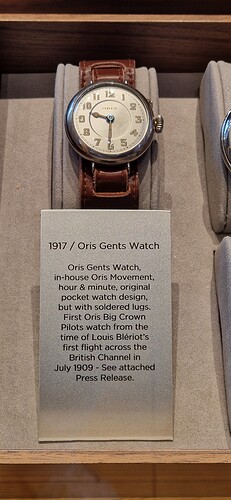 ORIS
1917 / Oris Gents Watch
Oris Gents Watch,
in-house Oris Movement,
hour & minute, original
pocket watch design,
but with soldered lugs.
First Oris Big Crown
Pilots watch from the
time of Louis Blériot's
first flight across the
British Channel in
July 1909 - See attached
Press Release.